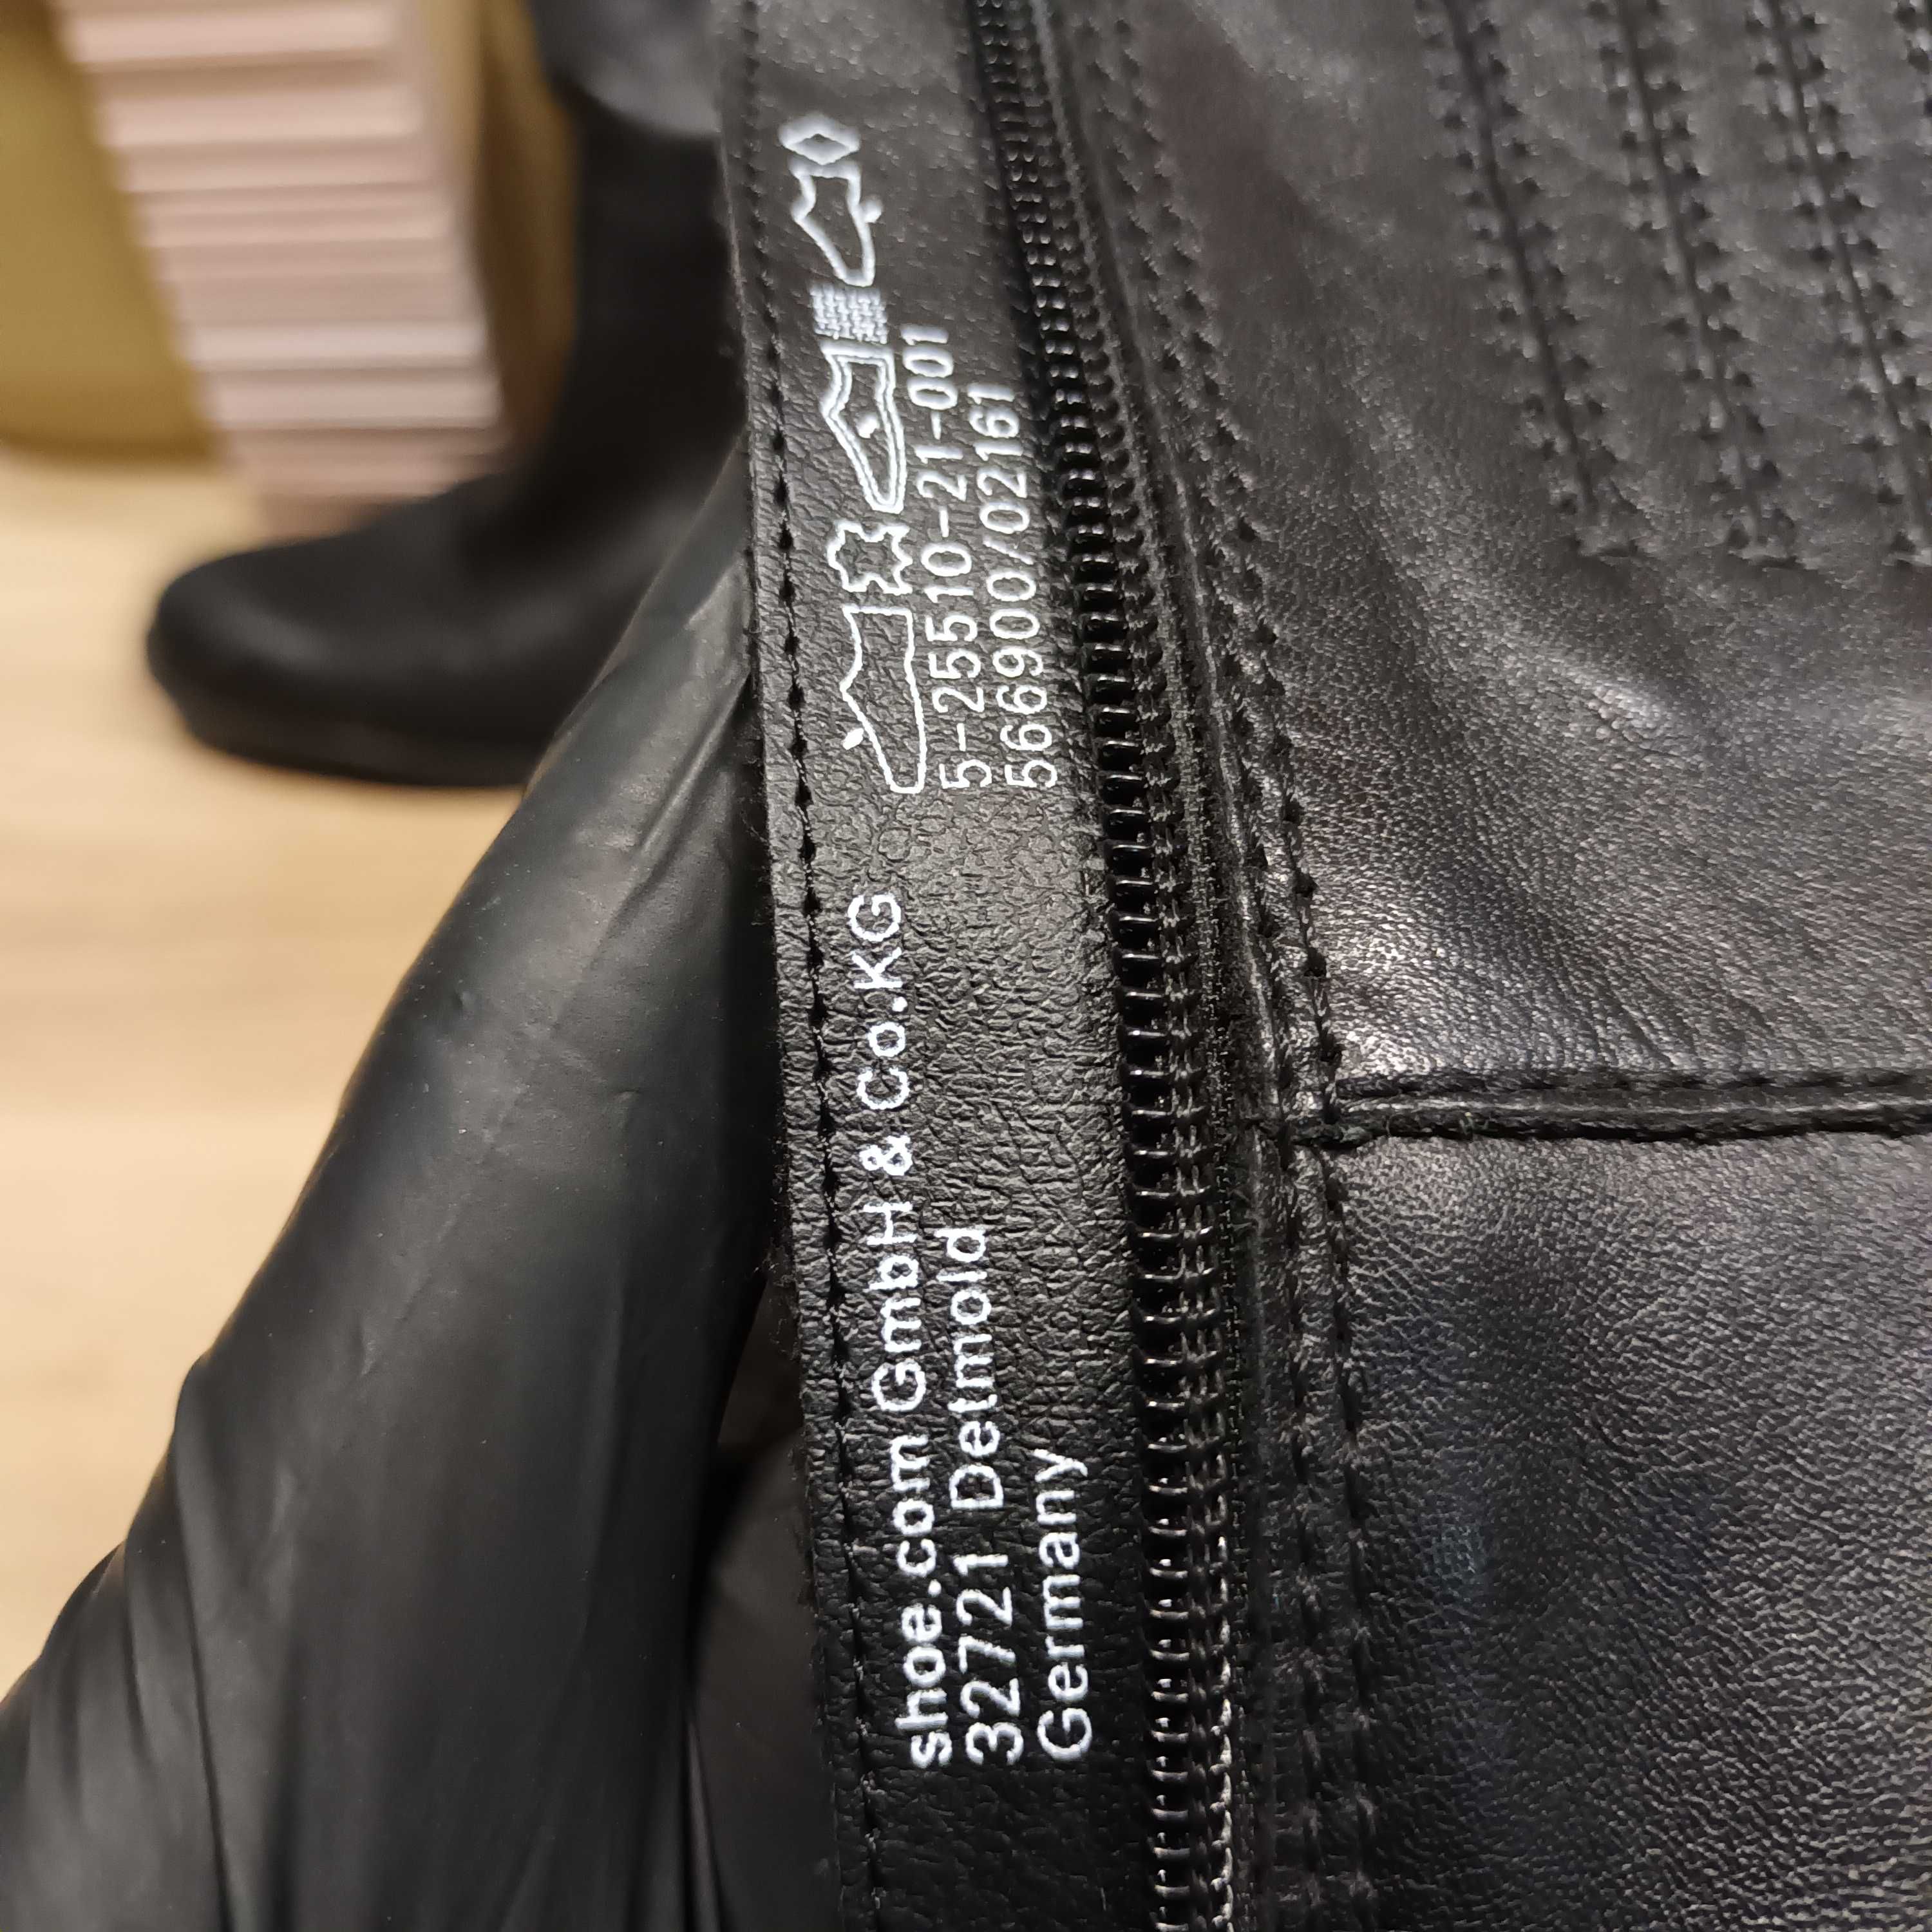 shoe.com GmbH & Co.KG
32721 Detmold
Germany
5-25510-21-001
566900/02161